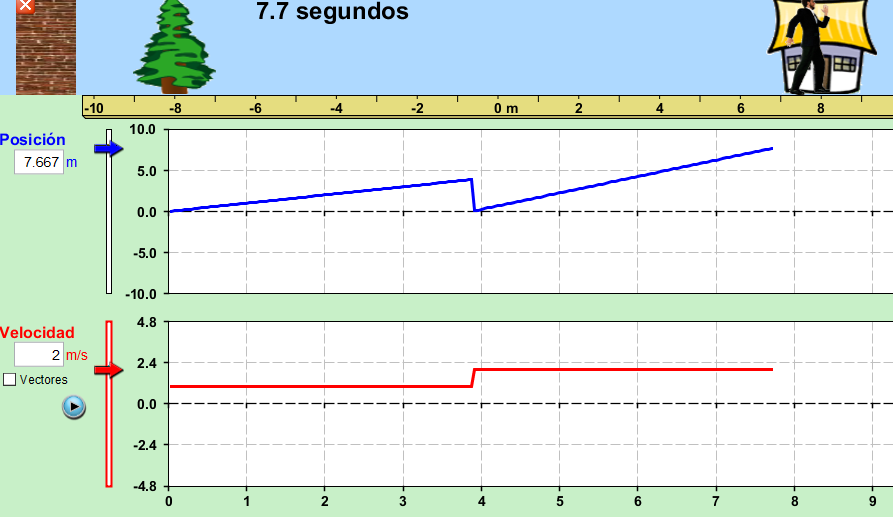 7.7 segundos
-10 -8 -6 -4 -2 0 m 2 4 6 8
Posición
7.667 m
10.0
5.0
0.0
-5.0
-10.0
Velocidad
2 m/s
Vectores
4.8
2.4
0.0
-2.4
-4.8
0 1 2 3 4 5 6 7 8 9